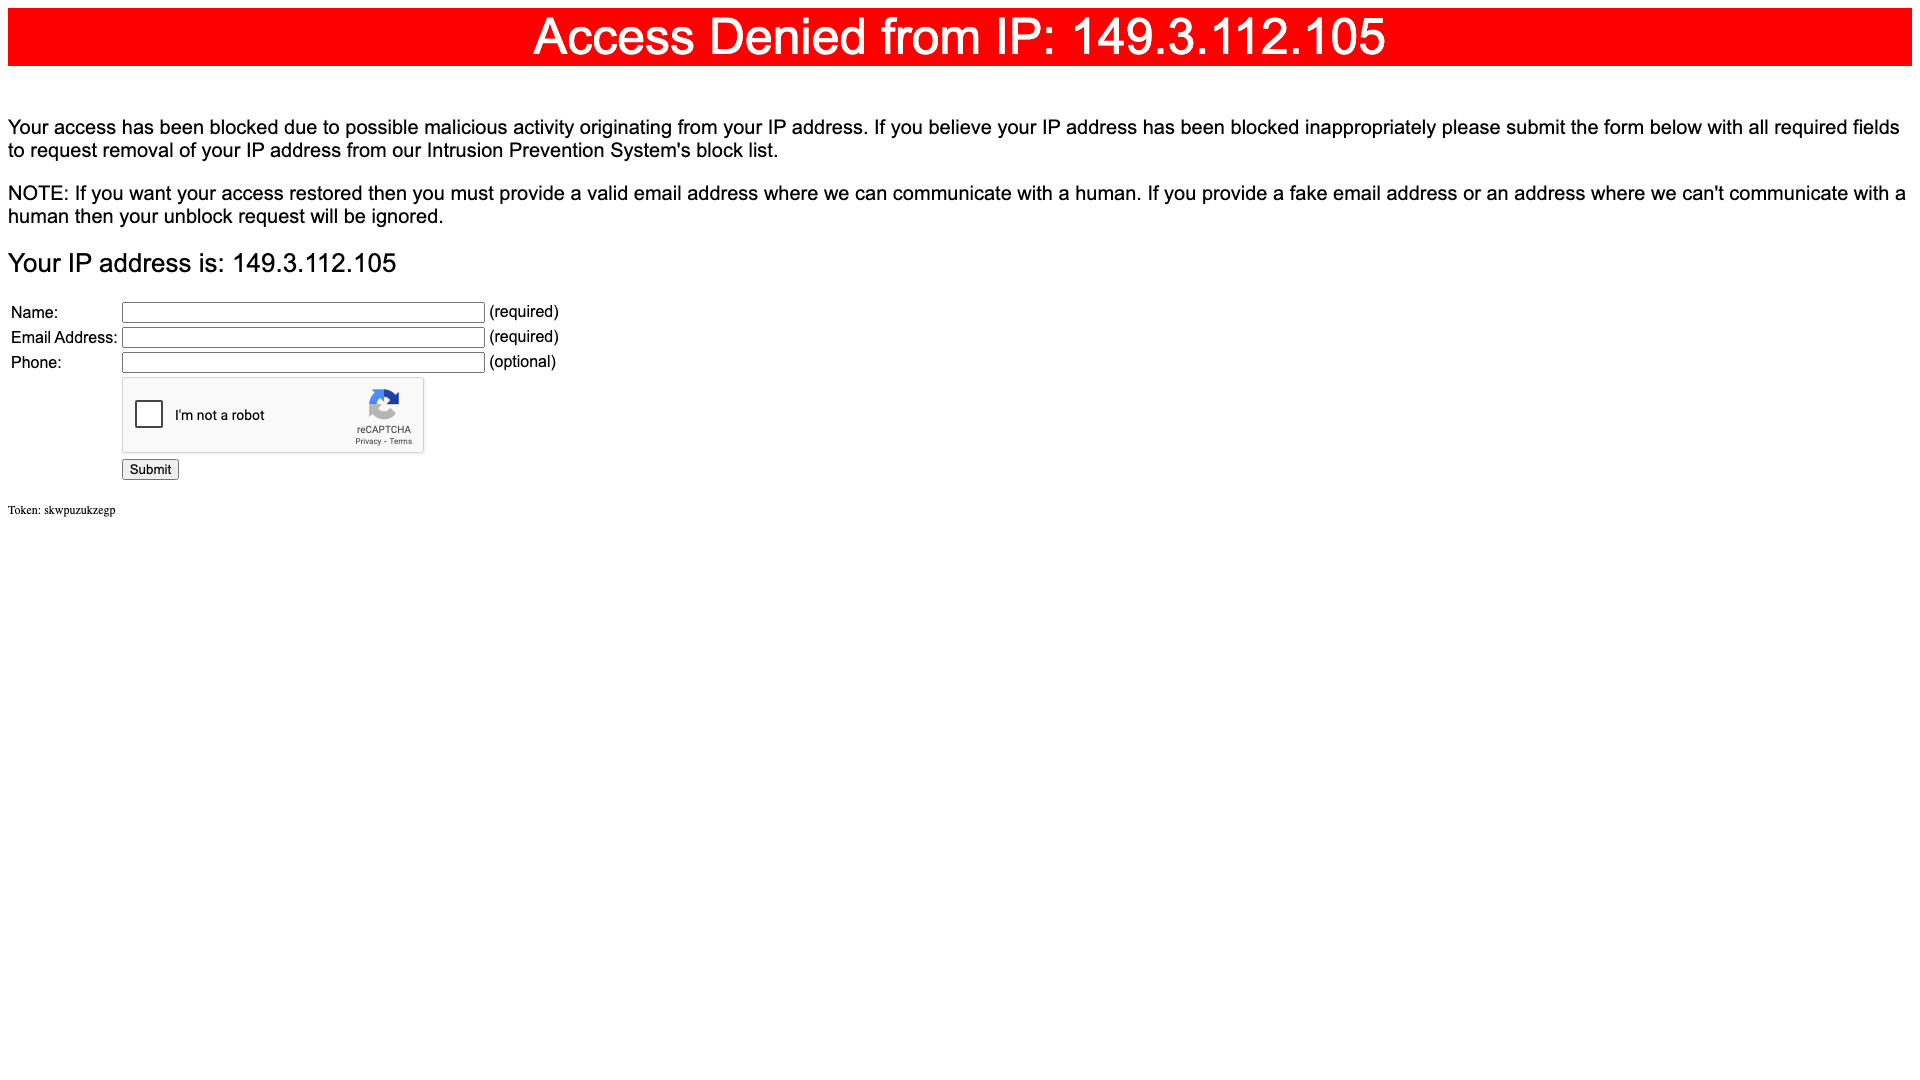 Access Denied from IP: 149.3.112.105
Your access has been blocked due to possible malicious activity originating from your IP address. If you believe your IP address has been blocked inappropriately please submit the form below with all required fields
to request removal of your IP address from our Intrusion Prevention System's block list.
NOTE: If you want your access restored then you must provide a valid email address where we can communicate with a human. If you provide a fake email address or an address where we can't communicate with a
human then your unblock request will be ignored.
Your IP address is: 149.3.112.105
Name: (required)
Email Address: (required)
Phone: (optional)
I'm not a robot
reCAPTCHA
Privacy - Terms
Submit
Token: skwpuzukzegp